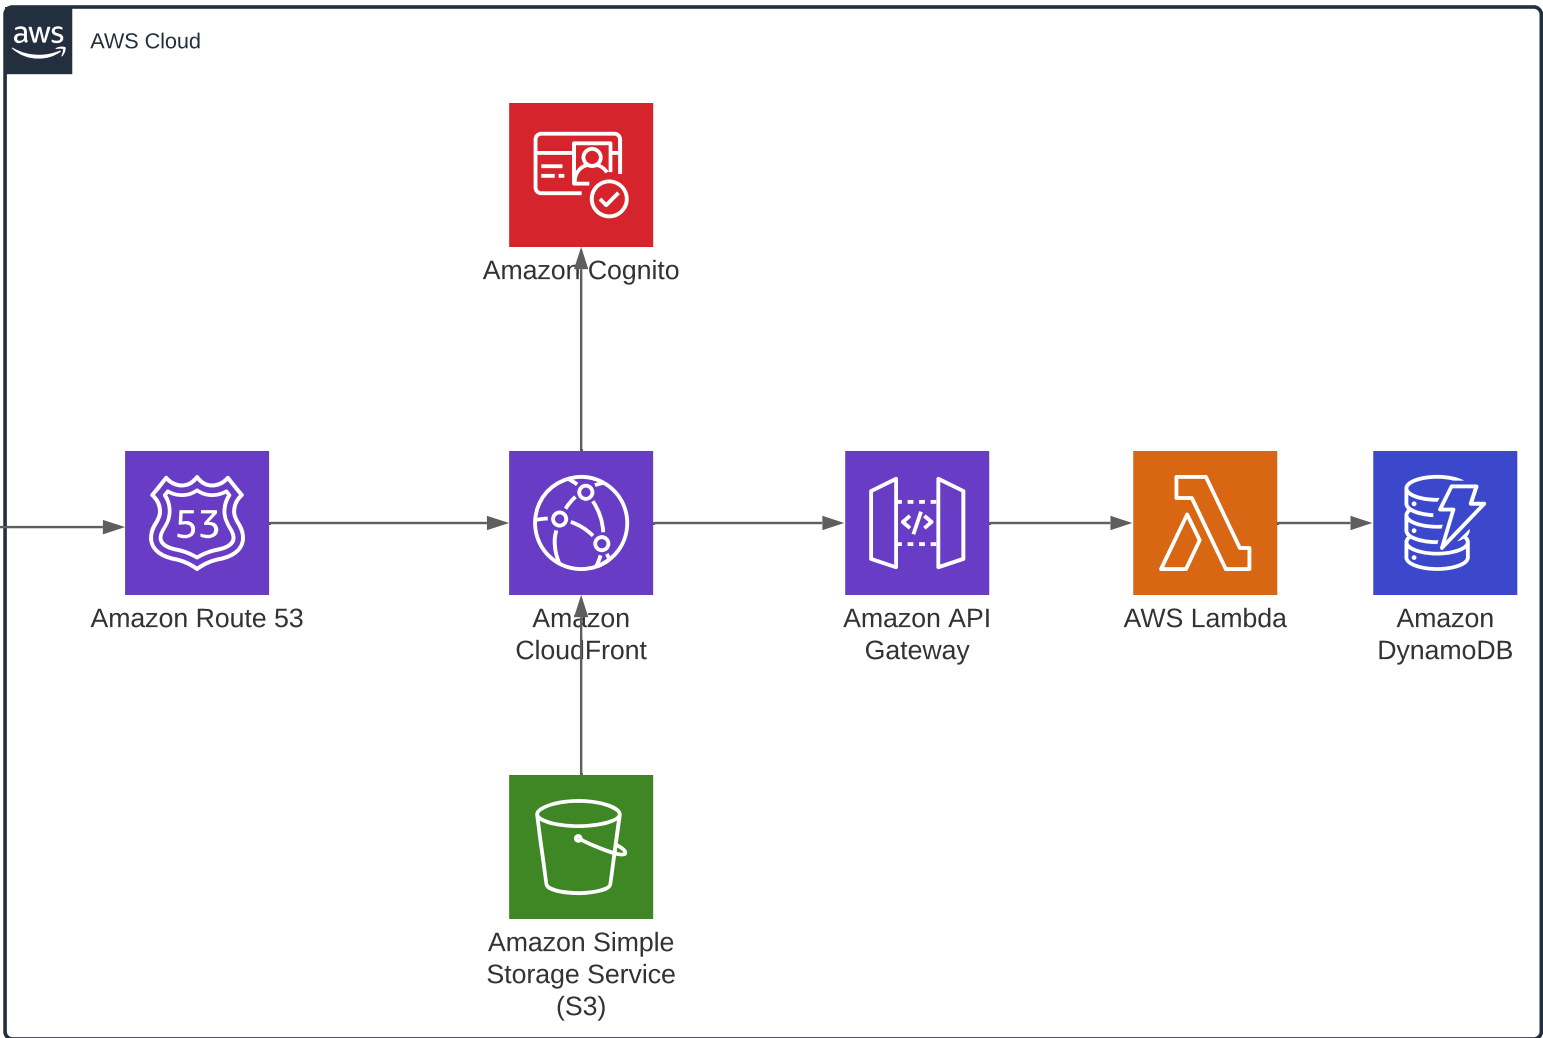 aws
AWS Cloud
Amazon Cognito
53
Amazon Route 53
Amazon
CloudFront
</>
Amazon API
Gateway
AWS Lambda
Amazon
DynamoDB
Amazon Simple
Storage Service
(S3)